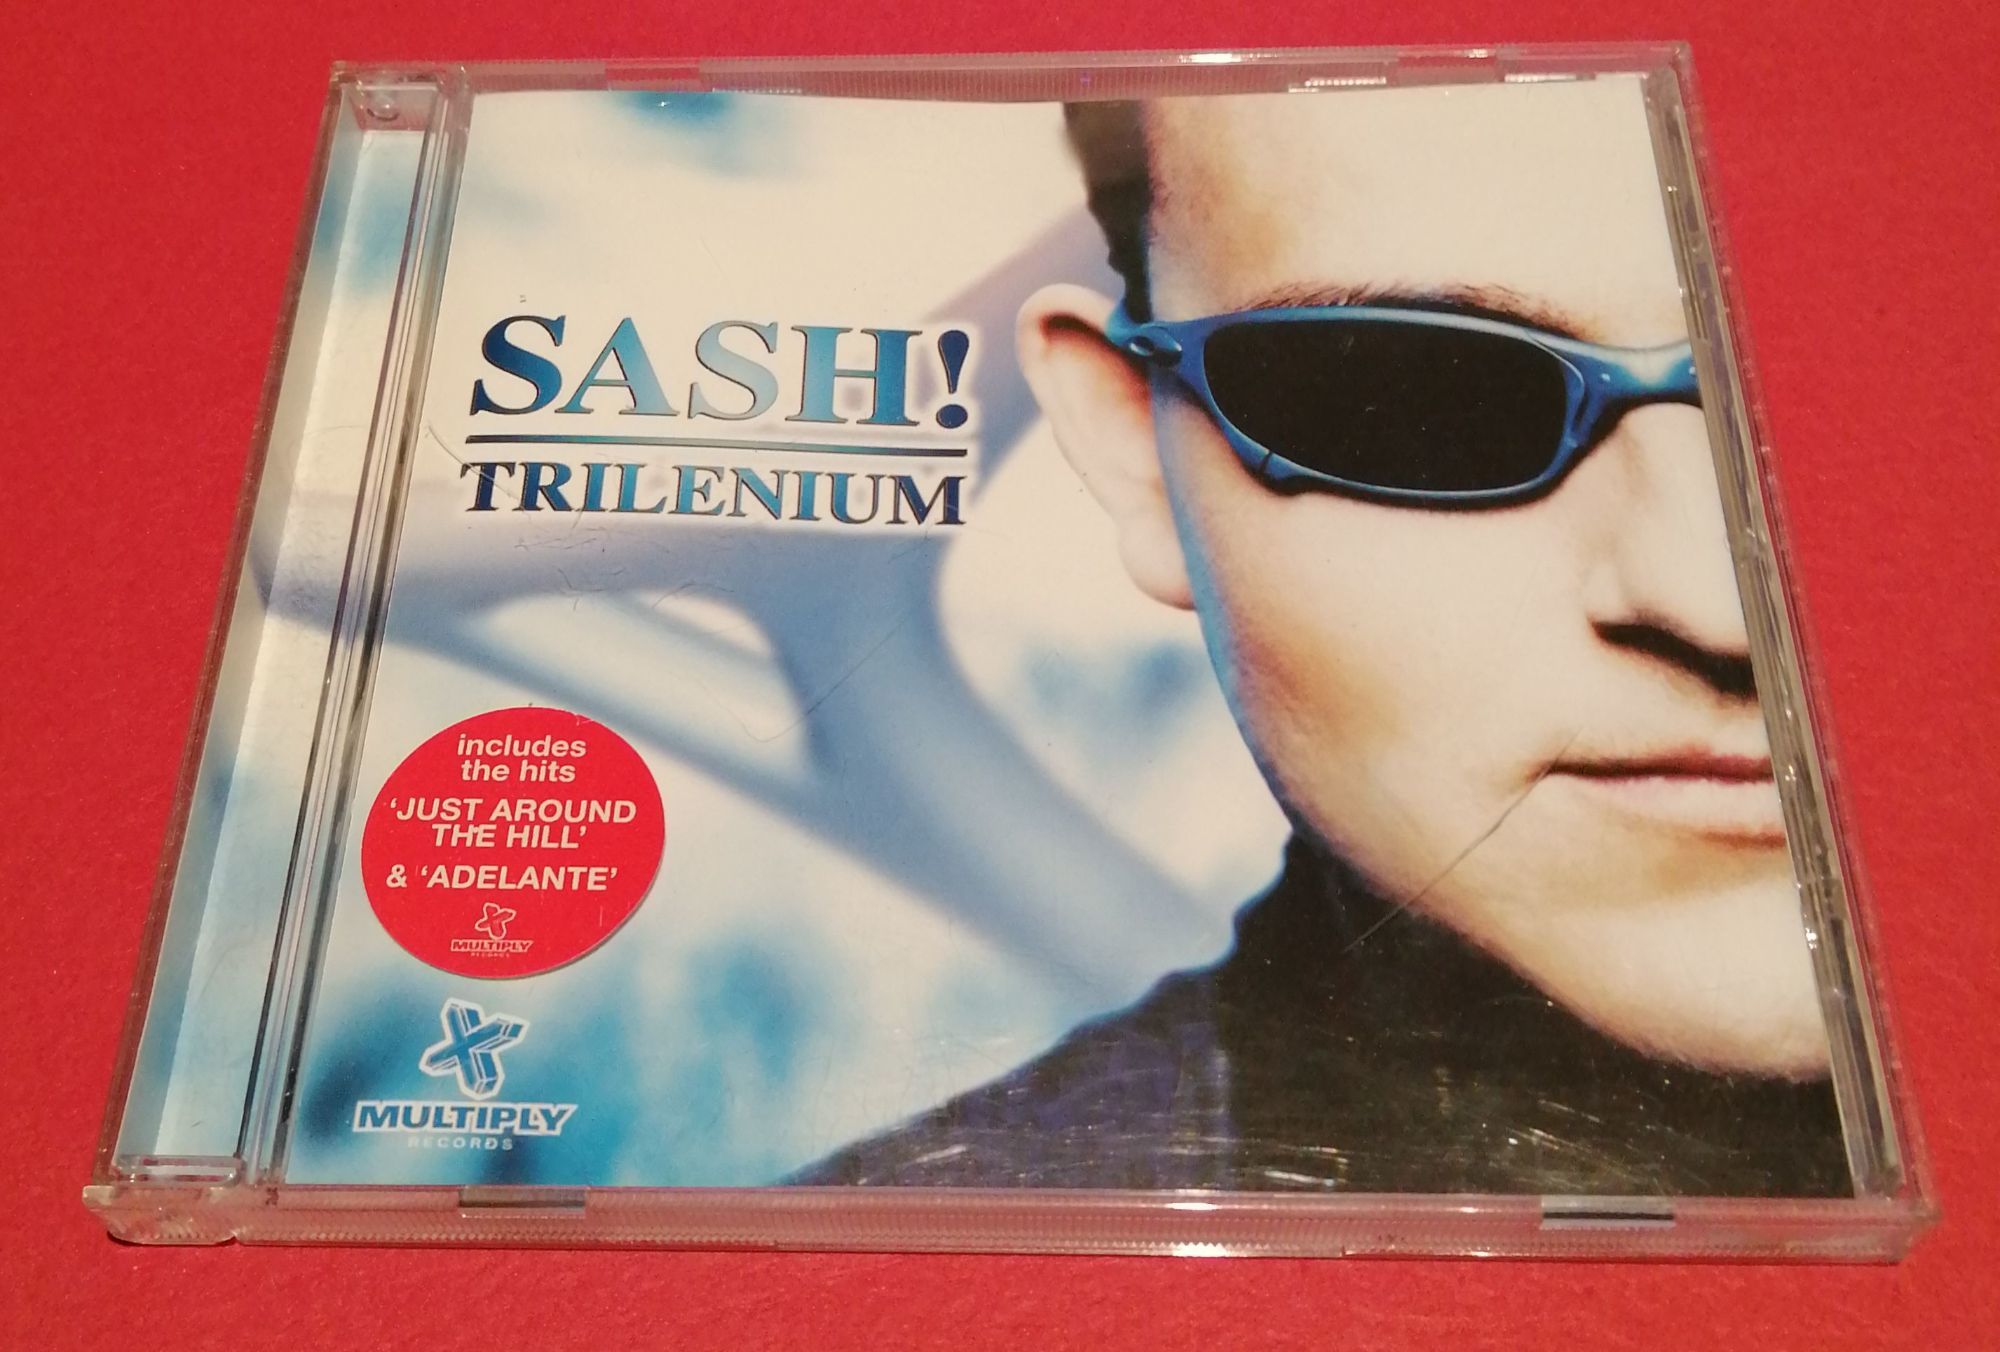 SASH!
TRILENIUM
includes
the hits
‘JUST AROUND
THE HILL’
& ‘ADELANTE’
MULTIPLY
RECORDS
MULTIPLY
RECORDS